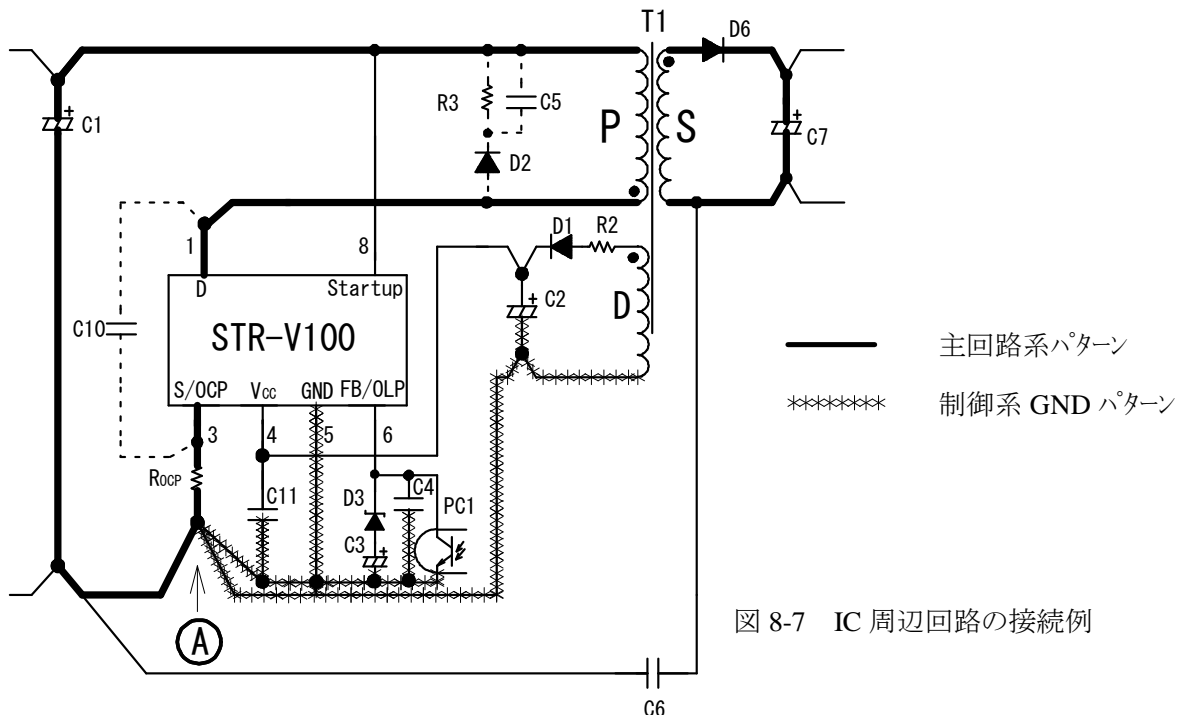 T1
D6
R3
C5
P
S
C1
C7
D2
D1
R2
1
8
D
Startup
C2
D
C10
STR-V100
主回路系パターン
S/OCP
VCC
GND
FB/OLP
制御系 GND パターン
3
4
5
6
ROCP
C11
D3
C4
PC1
C3
A
図 8-7 IC 周辺回路の接続例
C6